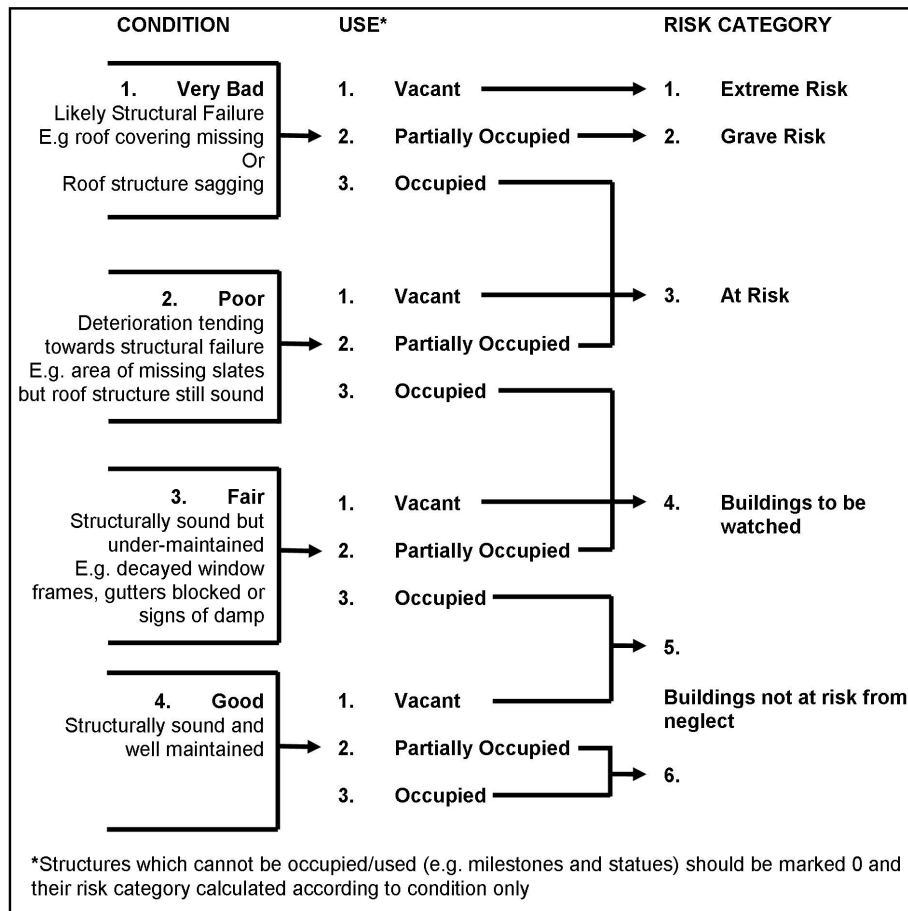 CONDITION USE* RISK CATEGORY
1. Very Bad
Likely Structural Failure
E.g roof covering missing
Or
Roof structure sagging
1. Vacant
2. Partially Occupied
3. Occupied
1. Extreme Risk
2. Grave Risk
2. Poor
Deterioration tending
towards structural failure
E.g. area of missing slates
but roof structure still sound
1. Vacant
2. Partially Occupied
3. Occupied
3. At Risk
3. Fair
Structurally sound but
under-maintained
E.g. decayed window
frames, gutters blocked or
signs of damp
1. Vacant
2. Partially Occupied
3. Occupied
4. Buildings to be
watched
4. Good
Structurally sound and
well maintained
1. Vacant
2. Partially Occupied
3. Occupied
5.
Buildings not at risk from
neglect
6.
*Structures which cannot be occupied/used (e.g. milestones and statues) should be marked 0 and
their risk category calculated according to condition only